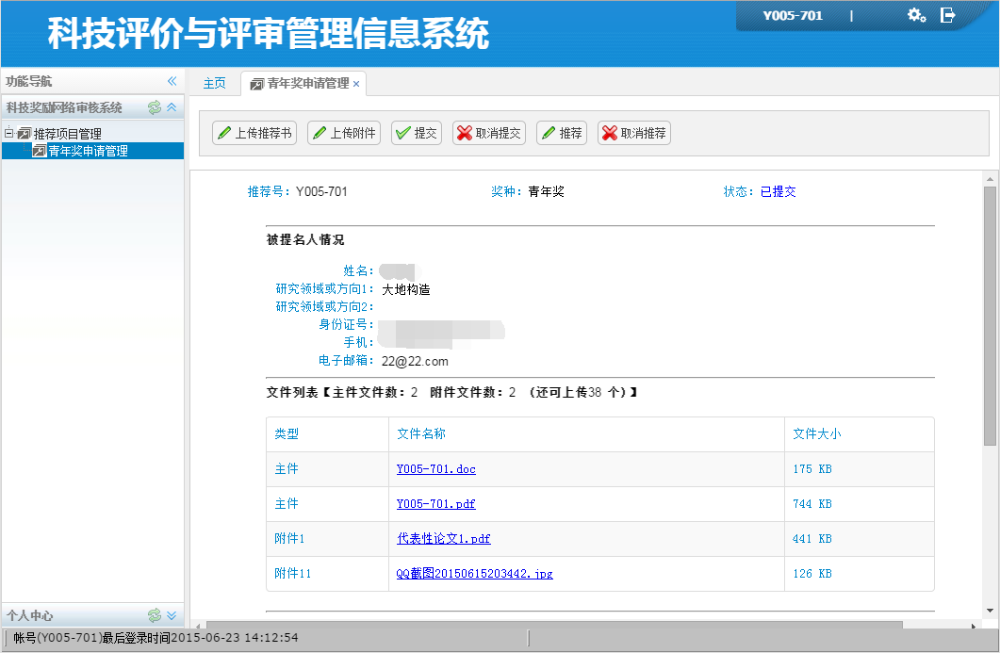 科技评价与评审管理信息系统
Y005-701 |
功能导航
主页 青年奖申请管理 ×
科技奖励网络审核系统
推荐项目管理
青年奖申请管理
上传推荐书 上传附件 提交 取消提交 推荐 取消推荐
推荐号：Y005-701 奖种：青年奖 状态：已提交
被提名人情况
姓名：
研究领域或方向1：大地构造
研究领域或方向2：
身份证号：
手机：
电子邮箱：22@22.com
文件列表【主件文件数：2 附件文件数：2 （还可上传38 个）】
类型 文件名称 文件大小
主件 Y005-701.doc 175 KB
主件 Y005-701.pdf 744 KB
附件1 代表性论文1.pdf 441 KB
附件11 QQ截图20150615203442.jpg 126 KB
个人中心
帐号(Y005-701)最后登录时间2015-06-23 14:12:54